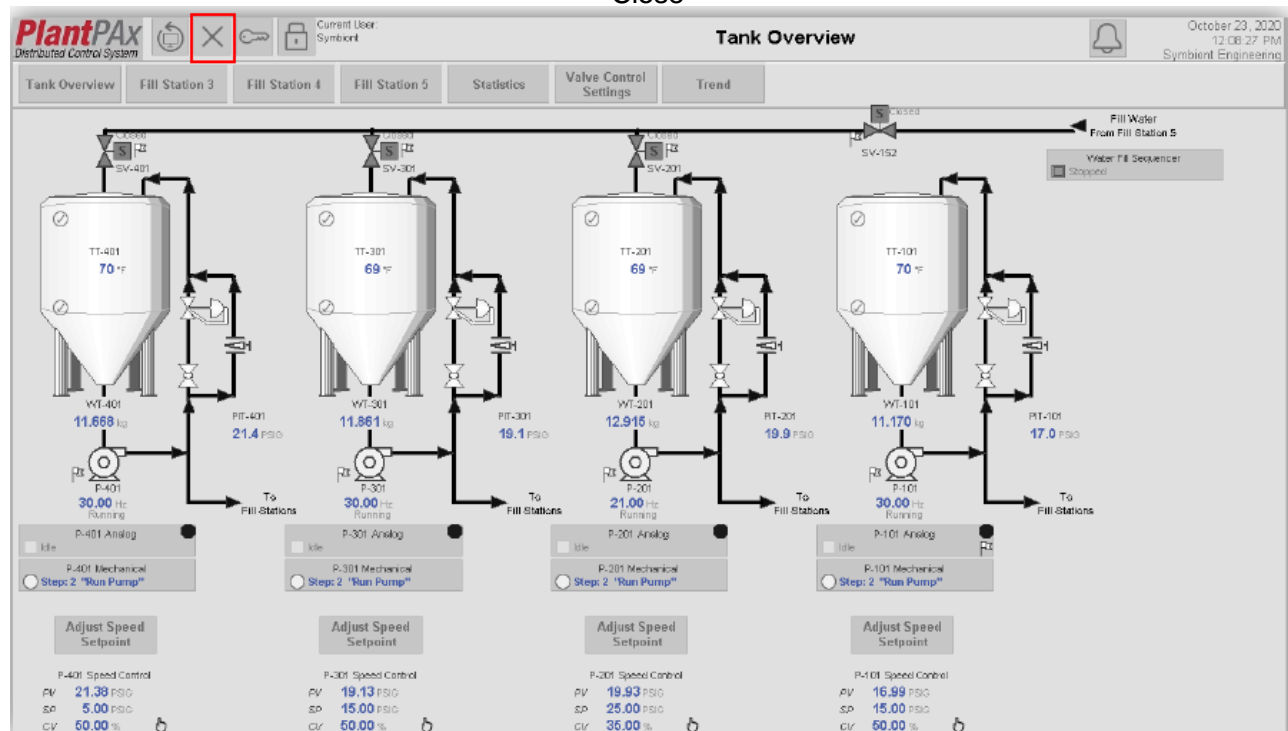 Close
PlantPAx
Distributed Control System
Current User:
Symbiont
Tank Overview
October 23, 2020
12:08:27 PM
Symbiont Engineering
Tank Overview
Fill Station 3
Fill Station 4
Fill Station 5
Statistics
Valve Control
Settings
Trend
Closed
S
SV-401
Closed
S
SV-301
Closed
S
SV-201
S
Closed
SV-152
Fill Water
From Fill Station 5
Water Fill Sequencer
Stopped
TT-401
70 °F
TT-301
69 °F
TT-201
69 °F
TT-101
70 °F
WT-401
11.668 kg
PIT-401
21.4 PSIG
WT-301
11.861 kg
PIT-301
19.1 PSIG
WT-201
12.915 kg
PIT-201
19.9 PSIG
WT-101
11.170 kg
PIT-101
17.0 PSIG
P-401
30.00 Hz
Running
To
Fill Stations
P-301
30.00 Hz
Running
To
Fill Stations
P-201
21.00 Hz
Running
To
Fill Stations
P-101
30.00 Hz
Running
To
Fill Stations
P-401 Analog
Idle
P-301 Analog
Idle
P-201 Analog
Idle
P-101 Analog
Idle
P-401 Mechanical
Step: 2 "Run Pump"
P-301 Mechanical
Step: 2 "Run Pump"
P-201 Mechanical
Step: 2 "Run Pump"
P-101 Mechanical
Step: 2 "Run Pump"
Adjust Speed
Setpoint
Adjust Speed
Setpoint
Adjust Speed
Setpoint
Adjust Speed
Setpoint
P-401 Speed Control
PV 21.38 PSIG
SP 5.00 PSIG
CV 50.00 %
P-301 Speed Control
PV 19.13 PSIG
SP 15.00 PSIG
CV 50.00 %
P-201 Speed Control
PV 19.93 PSIG
SP 25.00 PSIG
CV 35.00 %
P-101 Speed Control
PV 16.99 PSIG
SP 15.00 PSIG
CV 50.00 %